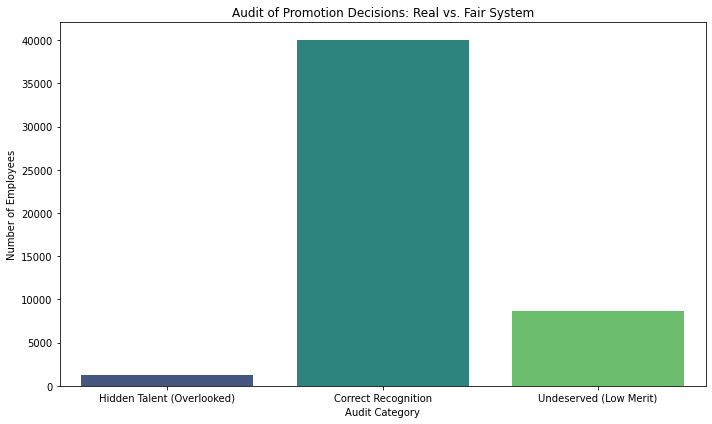 Audit of Promotion Decisions: Real vs. Fair System
Number of Employees
40000
35000
30000
25000
20000
15000
10000
5000
0
Hidden Talent (Overlooked)
Correct Recognition
Undeserved (Low Merit)
Audit Category